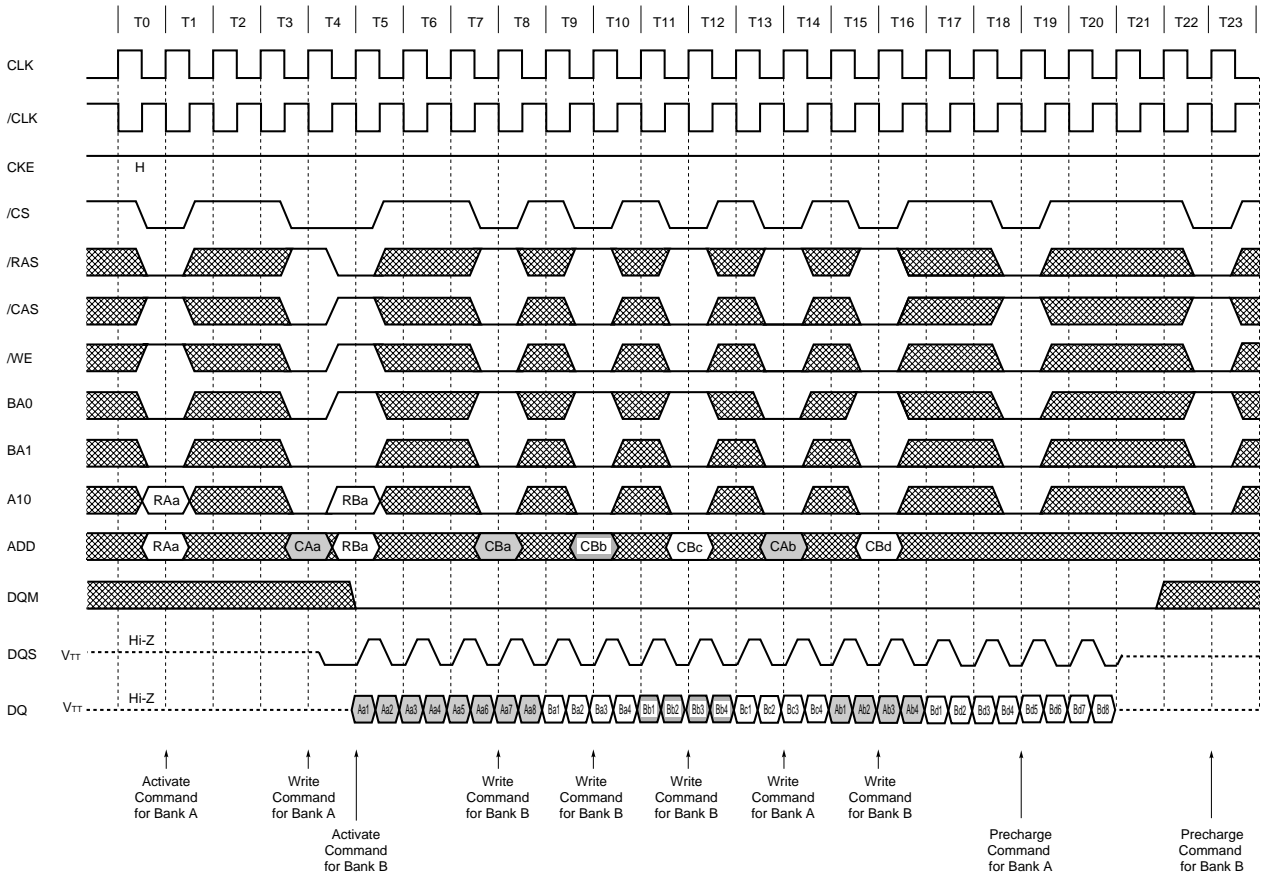 T0 T1 T2 T3 T4 T5 T6 T7 T8 T9 T10 T11 T12 T13 T14 T15 T16 T17 T18 T19 T20 T21 T22 T23
CLK
/CLK
CKE H
/CS
/RAS
/CAS
/WE
BA0
BA1
A10 RAa RBa
ADD RAa CAa RBa CBa CBb CBc CAb CBd
DQM
Hi-Z
DQS VTT
Hi-Z
DQ VTT Aa1 Aa2 Aa3 Aa4 Aa5 Aa6 Aa7 Aa8 Ba1 Ba2 Ba3 Ba4 Bb1 Bb2 Bb3 Bb4 Bc1 Bc2 Bc3 Bc4 Ab1 Ab2 Ab3 Ab4 Bd1 Bd2 Bd3 Bd4 Bd5 Bd6 Bd7 Bd8
Activate
Command
for Bank A
Write
Command
for Bank A
Activate
Command
for Bank B
Write
Command
for Bank B
Write
Command
for Bank B
Write
Command
for Bank B
Write
Command
for Bank A
Write
Command
for Bank B
Precharge
Command
for Bank A
Precharge
Command
for Bank B